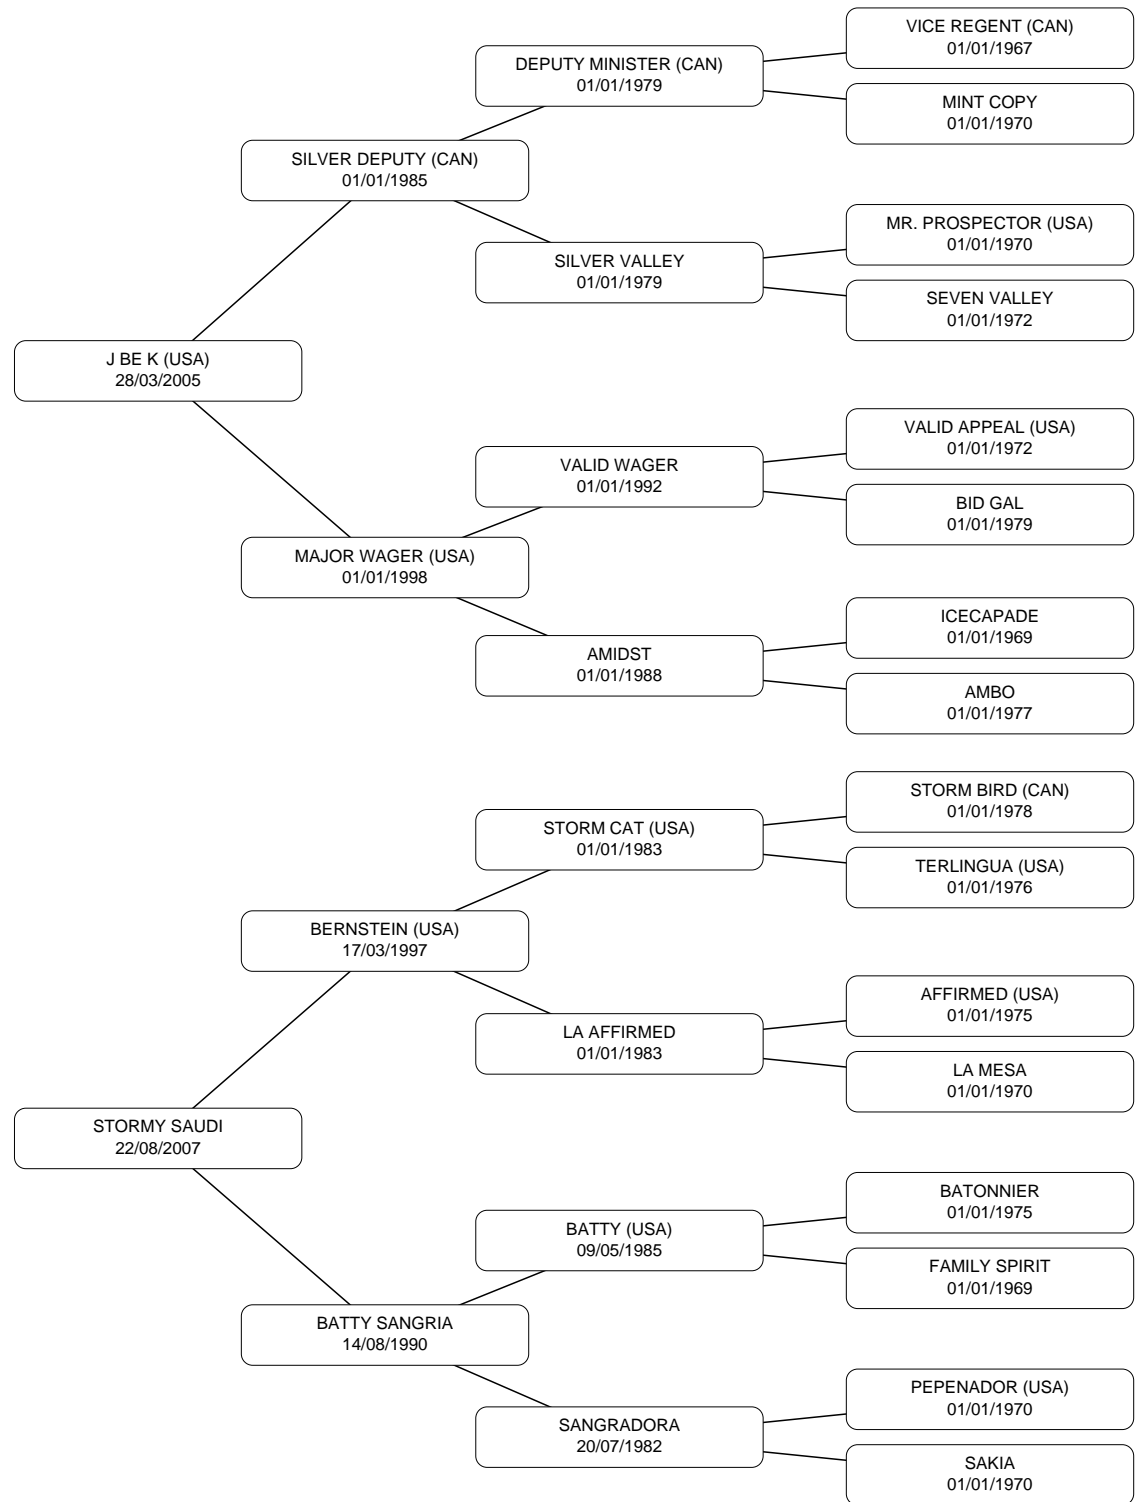 VICE REGENT (CAN)
01/01/1967
DEPUTY MINISTER (CAN)
01/01/1979
MINT COPY
01/01/1970
SILVER DEPUTY (CAN)
01/01/1985
MR. PROSPECTOR (USA)
01/01/1970
SILVER VALLEY
01/01/1979
SEVEN VALLEY
01/01/1972
J BE K (USA)
28/03/2005
VALID APPEAL (USA)
01/01/1972
VALID WAGER
01/01/1992
BID GAL
01/01/1979
MAJOR WAGER (USA)
01/01/1998
ICECAPADE
01/01/1969
AMIDST
01/01/1988
AMBO
01/01/1977
STORM BIRD (CAN)
01/01/1978
STORM CAT (USA)
01/01/1983
TERLINGUA (USA)
01/01/1976
BERNSTEIN (USA)
17/03/1997
AFFIRMED (USA)
01/01/1975
LA AFFIRMED
01/01/1983
LA MESA
01/01/1970
STORMY SAUDI
22/08/2007
BATONNIER
01/01/1975
BATTY (USA)
09/05/1985
FAMILY SPIRIT
01/01/1969
BATTY SANGRIA
14/08/1990
PEPENADOR (USA)
01/01/1970
SANGRADORA
20/07/1982
SAKIA
01/01/1970